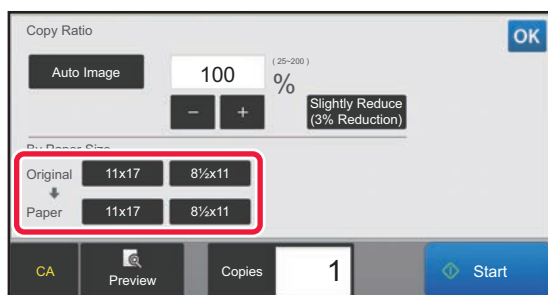 Copy Ratio
OK
Auto Image
100
(25~200)
%
Slightly Reduce
(3% Reduction)
−
+
By Paper Size
Original
11x17
8½x11
Paper
11x17
8½x11
CA
Preview
Copies
1
Start